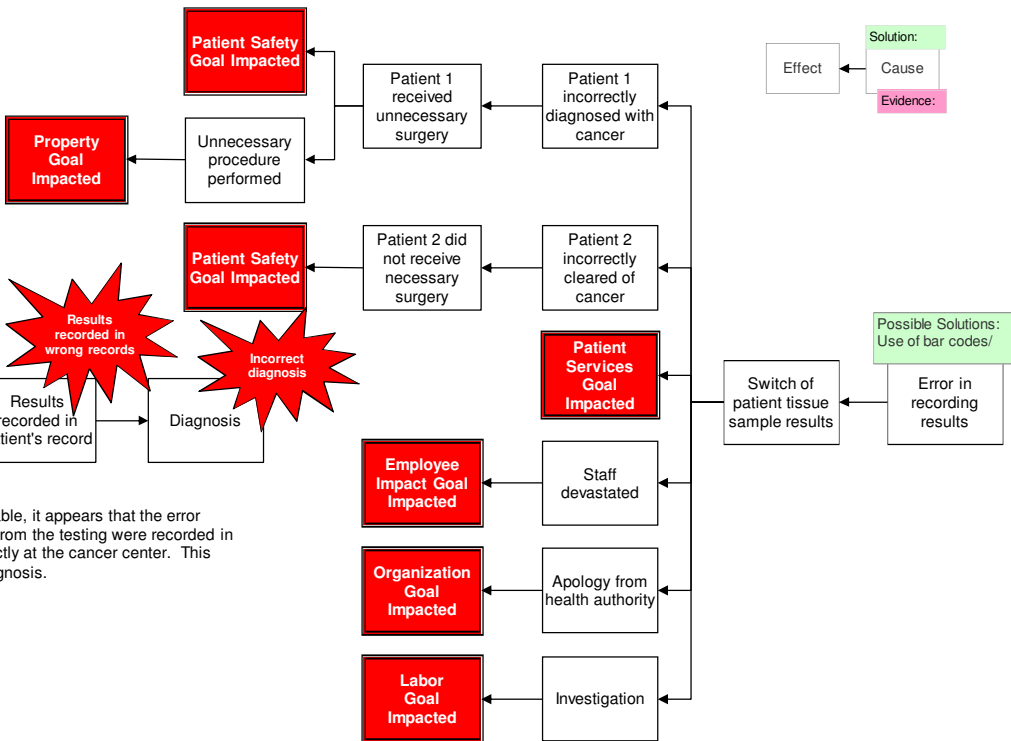 Patient Safety
Goal Impacted
Patient 1
received
unnecessary
surgery
Patient 1
incorrectly
diagnosed with
cancer
Solution:
Effect
Cause
Evidence:
Property
Goal
Impacted
Unnecessary
procedure
performed
Patient Safety
Goal Impacted
Patient 2 did
not receive
necessary
surgery
Patient 2
incorrectly
cleared of
cancer
Results
recorded in
wrong records
Incorrect
diagnosis
Patient
Services
Goal
Impacted
Possible Solutions:
Use of bar codes/
Results
recorded in
tient's record
Diagnosis
Switch of
patient tissue
sample results
Error in
recording
results
Employee
Impact Goal
Impacted
Staff
devastated
able, it appears that the error
from the testing were recorded in
ctly at the cancer center. This
gnosis.
Organization
Goal
Impacted
Apology from
health authority
Labor
Goal
Impacted
Investigation